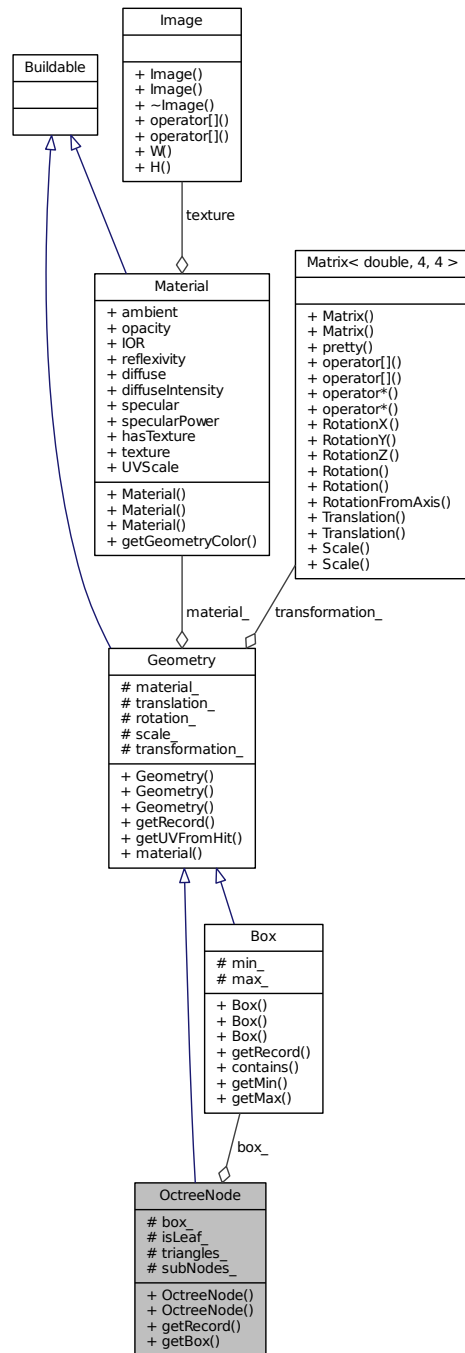 Image
+ Image()
+ Image()
+ ~Image()
+ operator[]()
+ operator[]()
+ W()
+ H()
Buildable
texture
Material
+ ambient
+ opacity
+ IOR
+ reflexivity
+ diffuse
+ diffuseIntensity
+ specular
+ specularPower
+ hasTexture
+ texture
+ UVScale
+ Material()
+ Material()
+ Material()
+ getGeometryColor()
Matrix< double, 4, 4 >
+ Matrix()
+ Matrix()
+ pretty()
+ operator[]()
+ operator[]()
+ operator*()
+ operator*()
+ RotationX()
+ RotationY()
+ RotationZ()
+ Rotation()
+ Rotation()
+ RotationFromAxis()
+ Translation()
+ Translation()
+ Scale()
+ Scale()
material_
transformation_
Geometry
# material_
# translation_
# rotation_
# scale_
# transformation_
+ Geometry()
+ Geometry()
+ Geometry()
+ getRecord()
+ getUVFromHit()
+ material()
Box
# min_
# max_
+ Box()
+ Box()
+ Box()
+ getRecord()
+ contains()
+ getMin()
+ getMax()
box_
OctreeNode
# box_
# isLeaf_
# triangles_
# subNodes_
+ OctreeNode()
+ OctreeNode()
+ getRecord()
+ getBox()